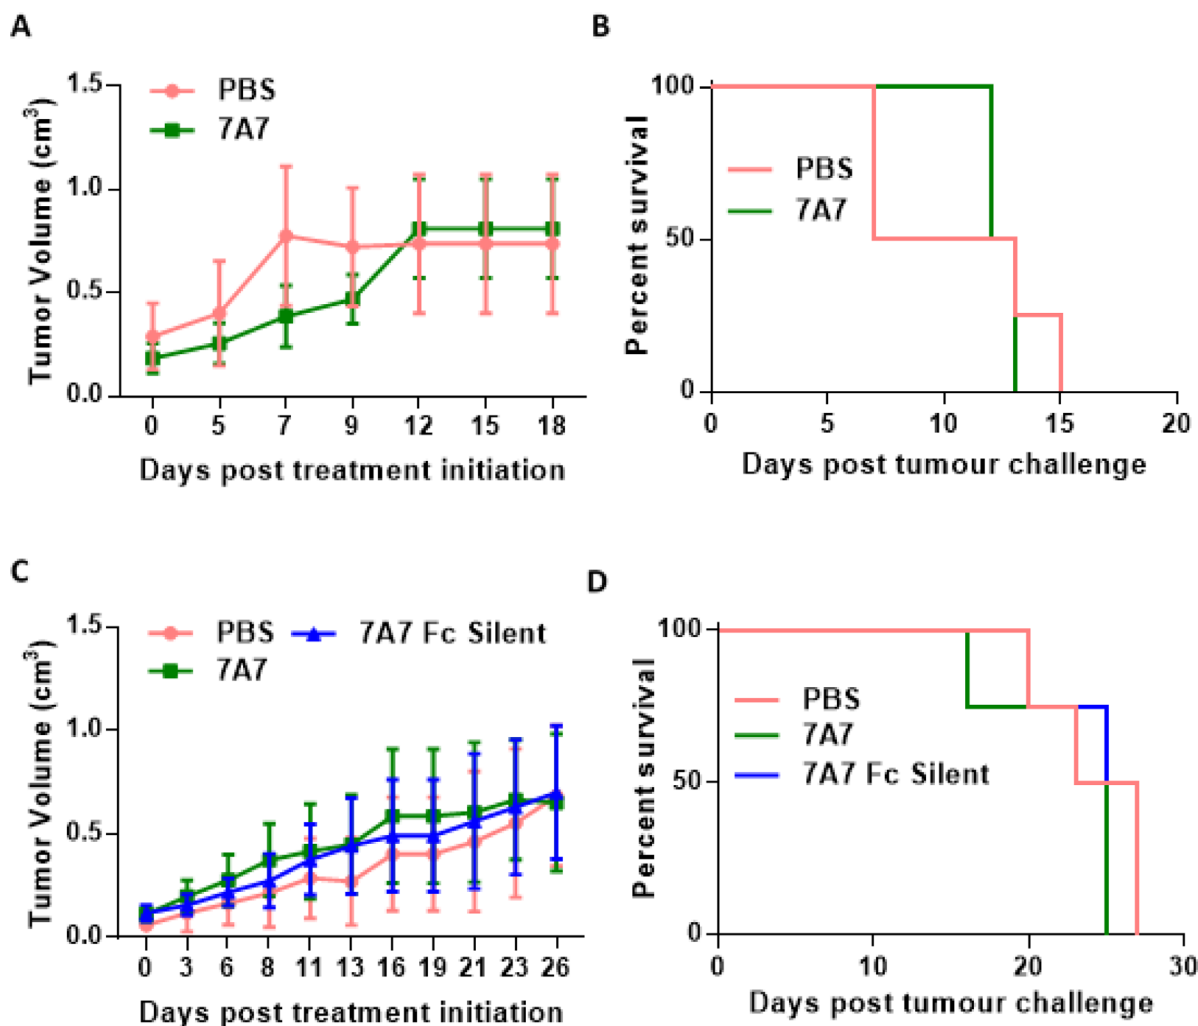 A
PBS
7A7
Tumor Volume (cm³)
1.5
1.0
0.5
0.0
0 5 7 9 12 15 18
Days post treatment initiation
B
PBS
7A7
Percent survival
100
50
0
0 5 10 15 20
Days post tumour challenge
C
PBS 7A7 Fc Silent
7A7
Tumor Volume (cm³)
1.5
1.0
0.5
0.0
0 3 6 8 11 13 16 19 21 23 26
Days post treatment initiation
D
PBS
7A7
7A7 Fc Silent
Percent survival
100
50
0
0 10 20 30
Days post tumour challenge